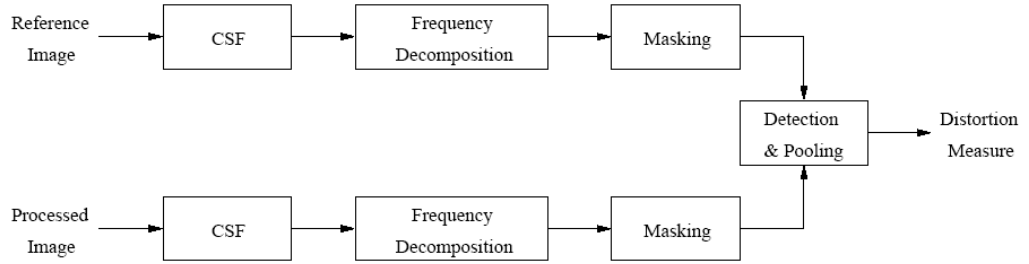 Reference
Image
CSF
Frequency
Decomposition
Masking
Detection
& Pooling
Distortion
Measure
Processed
Image
CSF
Frequency
Decomposition
Masking